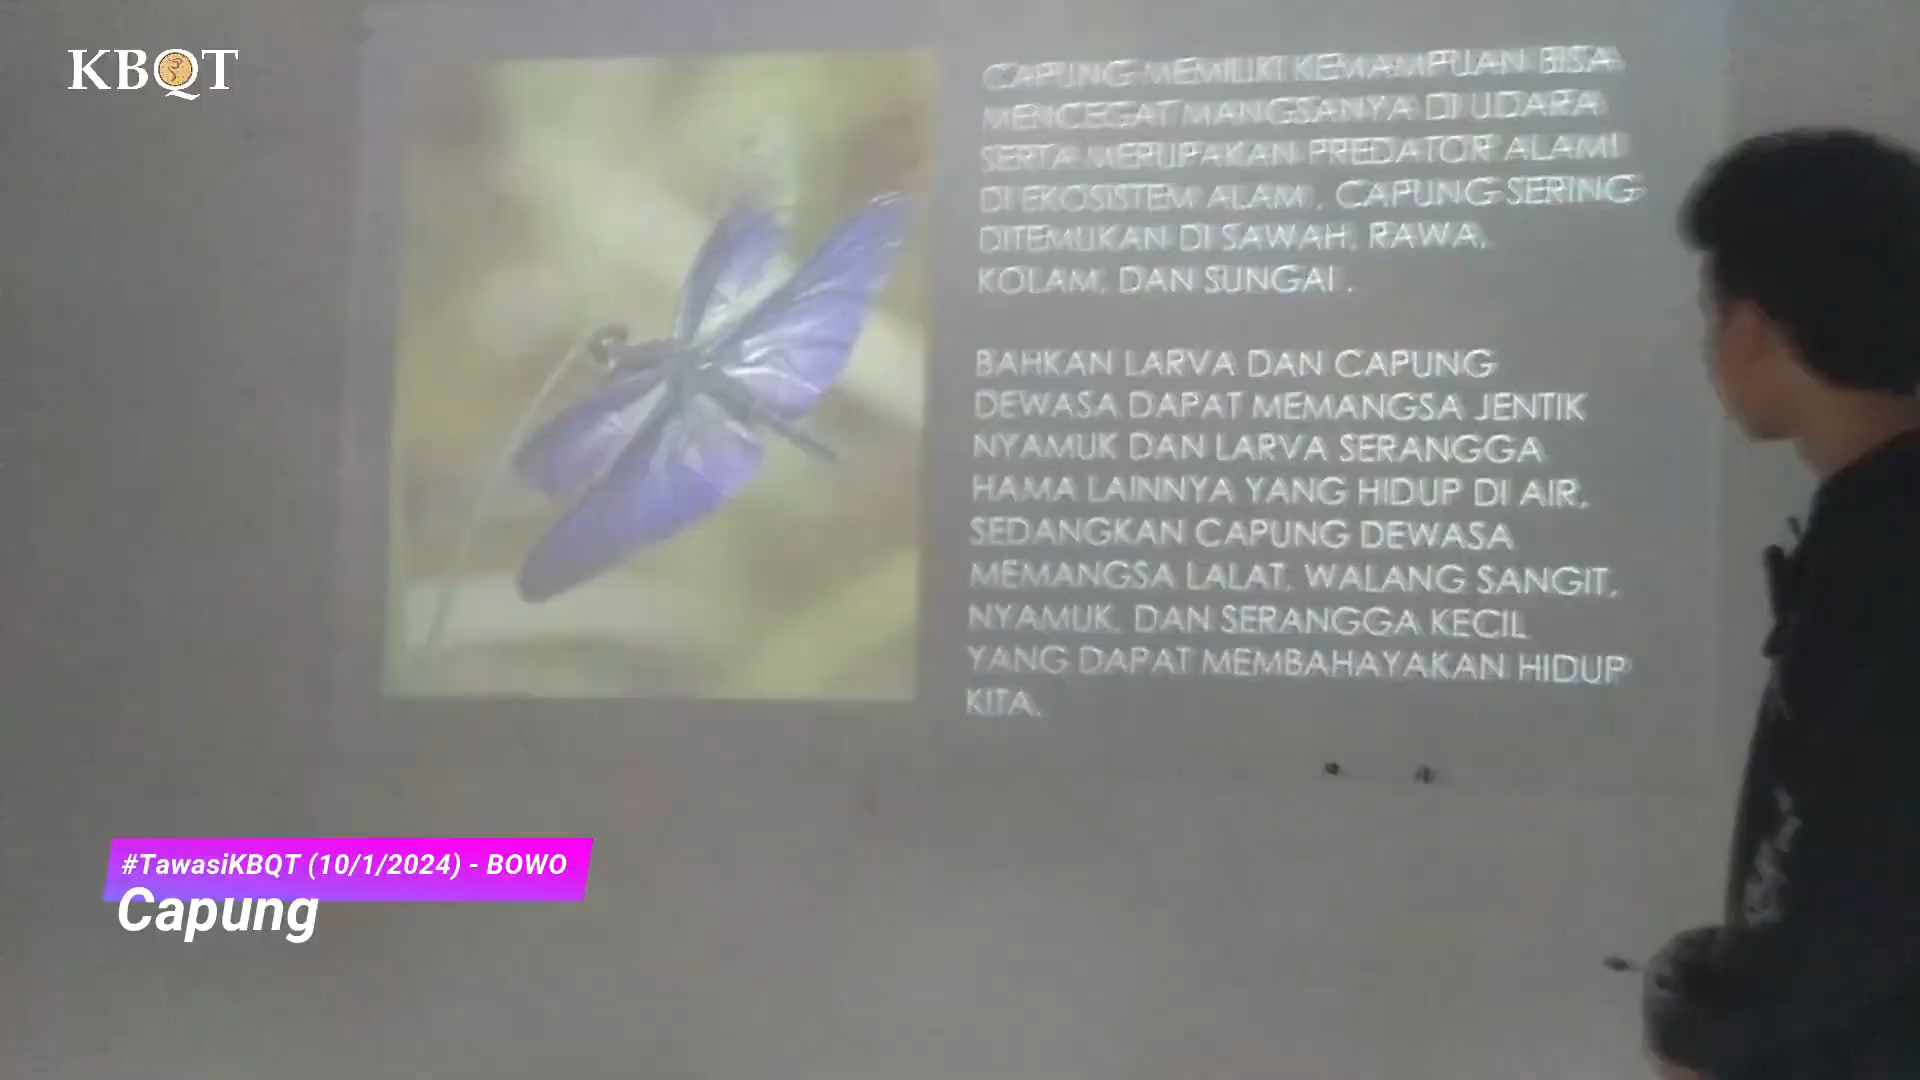 KBQT
CAPUNG MEMILIKI KEMAMPUAN BISA
MENCEGAT MANGSANYA DI UDARA
SERTA MERUPAKAN PREDATOR ALAMI
DI EKOSISTEM ALAM , CAPUNG SERING
DITEMUKAN DI SAWAH, RAWA,
KOLAM, DAN SUNGAI .
BAHKAN LARVA DAN CAPUNG
DEWASA DAPAT MEMANGSA JENTIK
NYAMUK DAN LARVA SERANGGA
HAMA LAINNYA YANG HIDUP DI AIR,
SEDANGKAN CAPUNG DEWASA
MEMANGSA LALAT, WALANG SANGIT,
NYAMUK, DAN SERANGGA KECIL
YANG DAPAT MEMBAHAYAKAN HIDUP
KITA.
#TawasiKBQT (10/1/2024) - BOWO
Capung